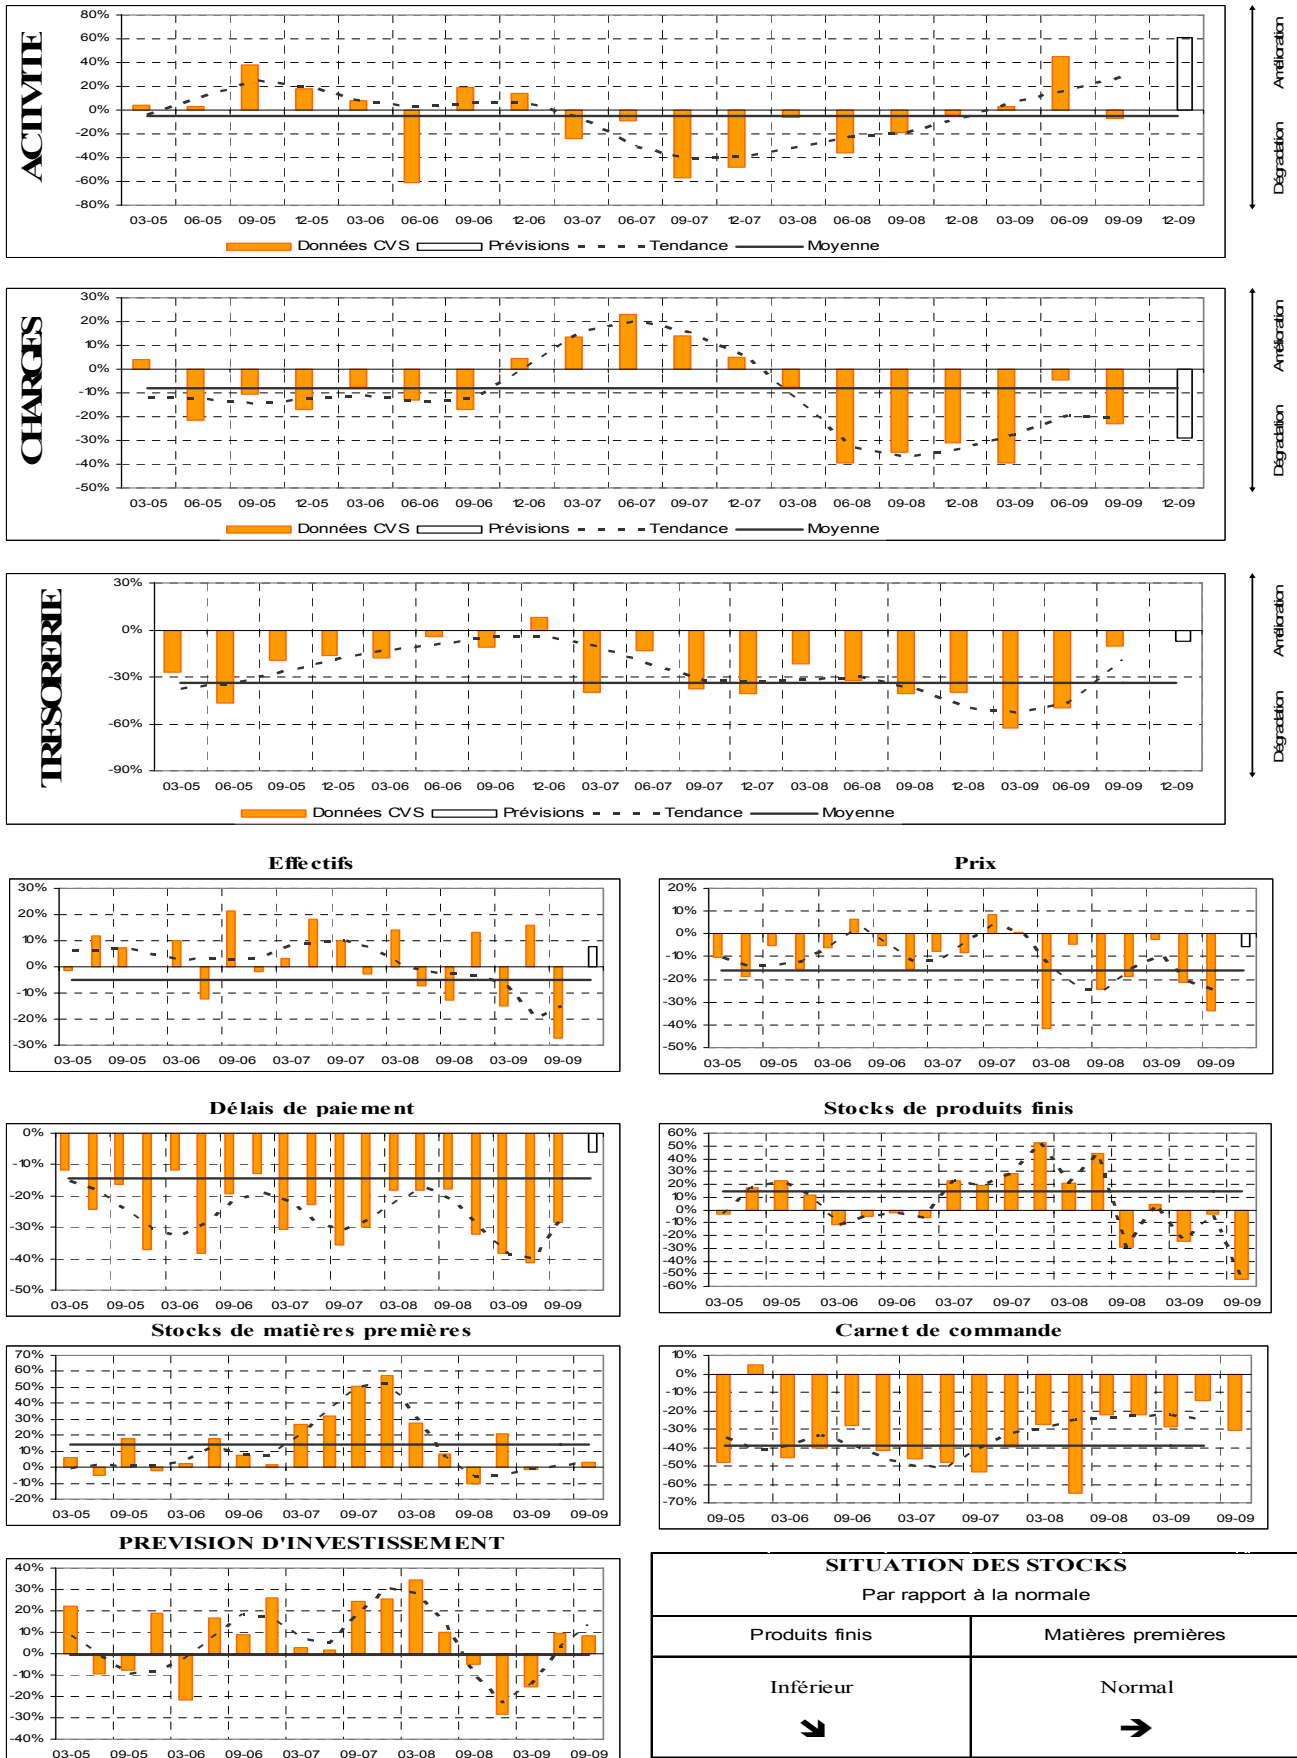 ACTIVITE
80%
60%
40%
20%
0%
-20%
-40%
-60%
-80%
03-05 06-05 09-05 12-05 03-06 06-06 09-06 12-06 03-07 06-07 09-07 12-07 03-08 06-08 09-08 12-08 03-09 06-09 09-09 12-09
Données CVS Prévisions Tendance Moyenne
Amélioration
Dégradation
CHARGES
30%
20%
10%
0%
-10%
-20%
-30%
-40%
-50%
03-05 06-05 09-05 12-05 03-06 06-06 09-06 12-06 03-07 06-07 09-07 12-07 03-08 06-08 09-08 12-08 03-09 06-09 09-09 12-09
Données CVS Prévisions Tendance Moyenne
Amélioration
Dégradation
TRESORERIE
30%
0%
-30%
-60%
-90%
03-05 06-05 09-05 12-05 03-06 06-06 09-06 12-06 03-07 06-07 09-07 12-07 03-08 06-08 09-08 12-08 03-09 06-09 09-09 12-09
Données CVS Prévisions Tendance Moyenne
Amélioration
Dégradation
Effectifs
30%
20%
10%
0%
-10%
-20%
-30%
03-05 09-05 03-06 09-06 03-07 09-07 03-08 09-08 03-09 09-09
Prix
20%
10%
0%
-10%
-20%
-30%
-40%
-50%
03-05 09-05 03-06 09-06 03-07 09-07 03-08 09-08 03-09 09-09
Délais de paiement
0%
-10%
-20%
-30%
-40%
-50%
03-05 09-05 03-06 09-06 03-07 09-07 03-08 09-08 03-09 09-09
Stocks de produits finis
60%
50%
40%
30%
20%
10%
0%
-10%
-20%
-30%
-40%
-50%
-60%
03-05 09-05 03-06 09-06 03-07 09-07 03-08 09-08 03-09 09-09
Stocks de matières premières
70%
60%
50%
40%
30%
20%
10%
0%
-10%
-20%
03-05 09-05 03-06 09-06 03-07 09-07 03-08 09-08 03-09 09-09
Carnet de commande
10%
0%
-10%
-20%
-30%
-40%
-50%
-60%
-70%
09-05 03-06 09-06 03-07 09-07 03-08 09-08 03-09 09-09
PREVISION D'INVESTISSEMENT
40%
30%
20%
10%
0%
-10%
-20%
-30%
-40%
03-05 09-05 03-06 09-06 03-07 09-07 03-08 09-08 03-09 09-09
SITUATION DES STOCKS
Par rapport à la normale
Produits finis Matières premières
Inférieur Normal